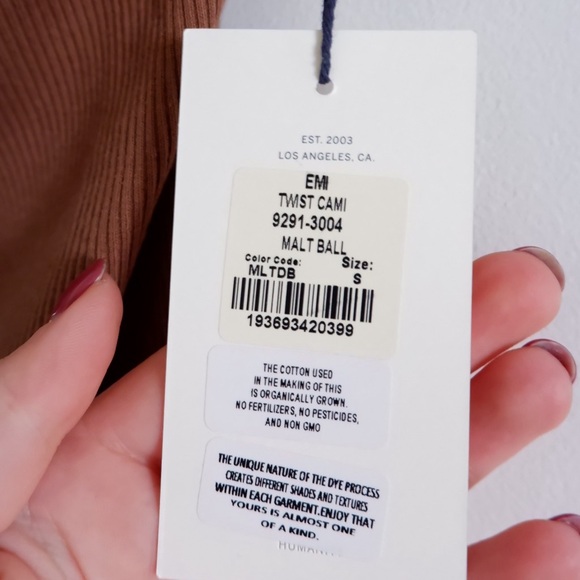 EST. 2003
LOS ANGELES, CA.
EMI
TWIST CAMI
9291-3004
MALT BALL
Color Code: Size:
MLTDB S
193693420399
THE COTTON USED
IN THE MAKING OF THIS
IS ORGANICALLY GROWN.
NO FERTILIZERS, NO PESTICIDES,
AND NON GMO
THE UNIQUE NATURE OF THE DYE PROCESS
CREATES DIFFERENT SHADES AND TEXTURES
WITHIN EACH GARMENT.ENJOY THAT
YOURS IS ALMOST ONE
OF A KIND.